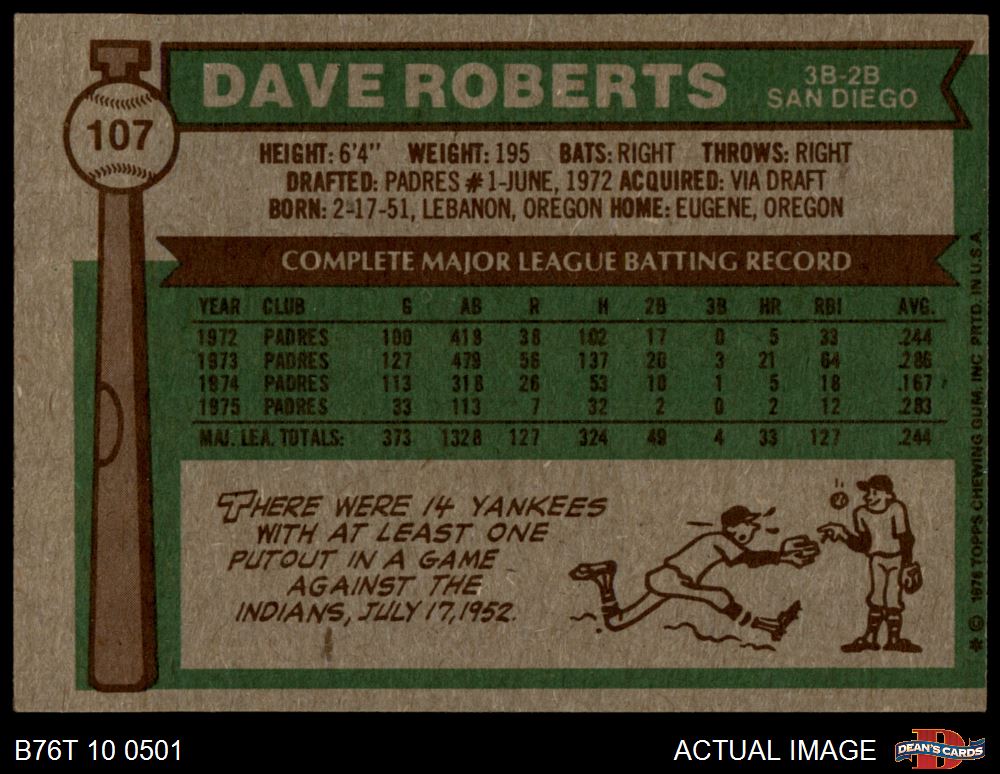 DAVE ROBERTS
3B-2B
SAN DIEGO
107
HEIGHT: 6'4" WEIGHT: 195 BATS: RIGHT THROWS: RIGHT
DRAFTED: PADRES #1-JUNE, 1972 ACQUIRED: VIA DRAFT
BORN: 2-17-51, LEBANON, OREGON HOME: EUGENE, OREGON
COMPLETE MAJOR LEAGUE BATTING RECORD
YEAR CLUB G AB R H 2B 3B HR RBI AVG.
1972 PADRES 100 418 38 102 17 0 5 33 .244
1973 PADRES 127 479 56 137 20 3 21 64 .286
1974 PADRES 113 318 26 53 10 1 5 18 .167
1975 PADRES 33 113 7 32 2 0 2 12 .283
MAJ. LEA. TOTALS: 373 1328 127 324 49 4 33 127 .244
THERE WERE 14 YANKEES
WITH AT LEAST ONE
PUTOUT IN A GAME
AGAINST THE
INDIANS, JULY 17, 1952.
* © 1976 TOPPS CHEWING GUM, INC PRTD. IN U.S.A.
B76T 10 0501
ACTUAL IMAGE
DEAN'S CARDS